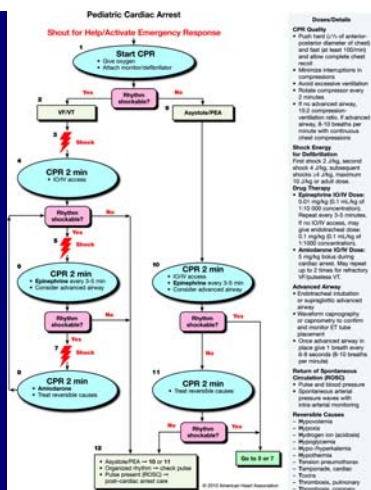 Pediatric Cardiac Arrest
Shout for Help/Activate Emergency Response
1
Start CPR
• Give oxygen
• Attach monitor/defibrillator
Yes
Rhythm
shockable?
No
2
VF/VT
9
Asystole/PEA
3
Shock
4
CPR 2 min
• IO/IV access
Rhythm
shockable?
No
Yes
5
Shock
6
CPR 2 min
• Epinephrine every 3-5 min
• Consider advanced airway
Rhythm
shockable?
No
Yes
7
Shock
8
CPR 2 min
• Amiodarone
• Treat reversible causes
10
CPR 2 min
• IO/IV access
• Epinephrine every 3-5 min
• Consider advanced airway
Rhythm
shockable?
Yes
No
11
CPR 2 min
• Treat reversible causes
No
Rhythm
shockable?
Yes
12
• Asystole/PEA → 10 or 11
• Organized rhythm → check pulse
• Pulse present (ROSC) →
post–cardiac arrest care
Go to 5 or 7
© 2010 American Heart Association
Doses/Details
CPR Quality
• Push hard (≥⅓ of anterior-
posterior diameter of chest)
and fast (at least 100/min)
and allow complete chest
recoil
• Minimize interruptions in
compressions
• Avoid excessive ventilation
• Rotate compressor every
2 minutes
• If no advanced airway,
15:2 compression-
ventilation ratio. If advanced
airway, 8-10 breaths per
minute with continuous
chest compressions
Shock Energy
for Defibrillation
First shock 2 J/kg, second
shock 4 J/kg, subsequent
shocks ≥4 J/kg, maximum
10 J/kg or adult dose.
Drug Therapy
• Epinephrine IO/IV Dose:
0.01 mg/kg (0.1 mL/kg of
1:10 000 concentration).
Repeat every 3-5 minutes.
If no IO/IV access, may
give endotracheal dose:
0.1 mg/kg (0.1 mL/kg of
1:1000 concentration).
• Amiodarone IO/IV Dose:
5 mg/kg bolus during
cardiac arrest. May repeat
up to 2 times for refractory
VF/pulseless VT.
Advanced Airway
• Endotracheal intubation
or supraglottic advanced
airway
• Waveform capnography
or capnometry to confirm
and monitor ET tube
placement
• Once advanced airway in
place give 1 breath every
6-8 seconds (8-10 breaths
per minute)
Return of Spontaneous
Circulation (ROSC)
• Pulse and blood pressure
• Spontaneous arterial
pressure waves with
intra-arterial monitoring
Reversible Causes
– Hypovolemia
– Hypoxia
– Hydrogen ion (acidosis)
– Hypoglycemia
– Hypo-/hyperkalemia
– Hypothermia
– Tension pneumothorax
– Tamponade, cardiac
– Toxins
– Thrombosis, pulmonary
– Thrombosis, coronary